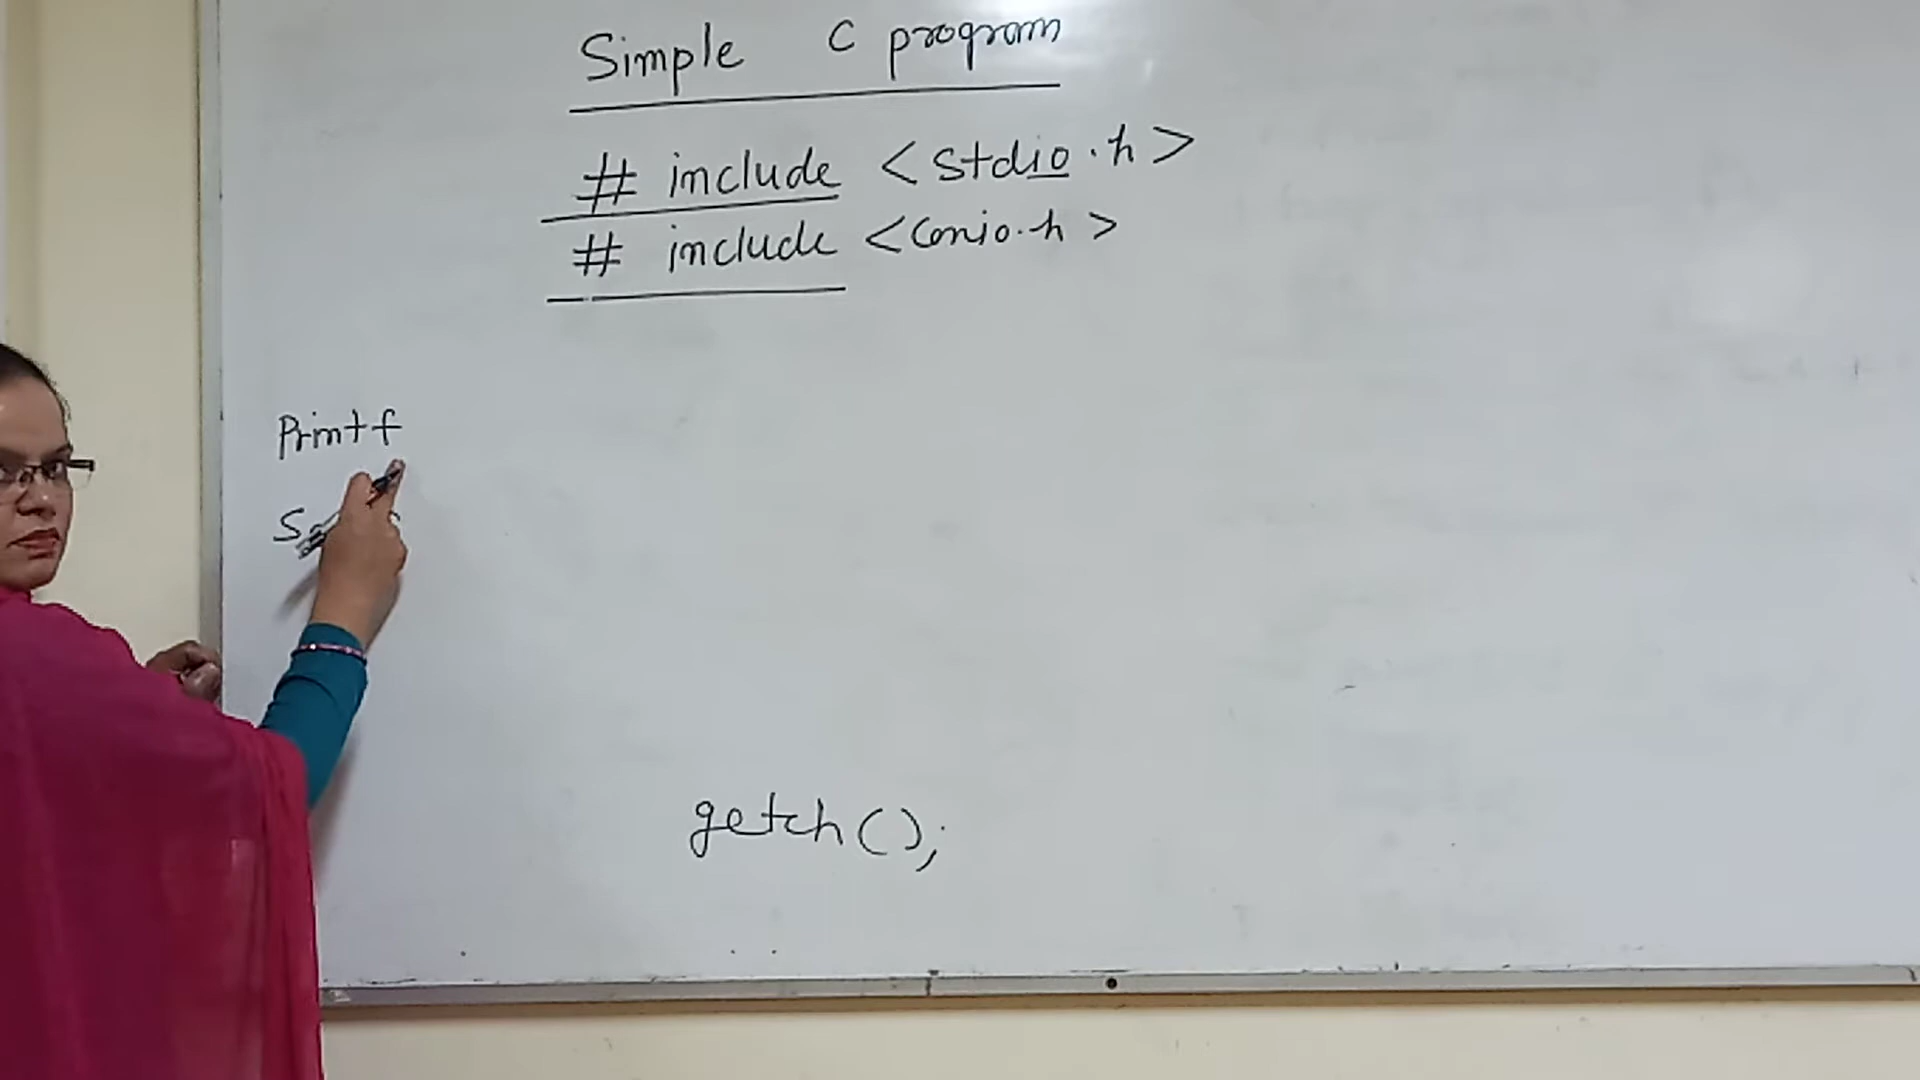 Simple C program
# include <stdio.h>
# include <conio.h>
Printf
getch();